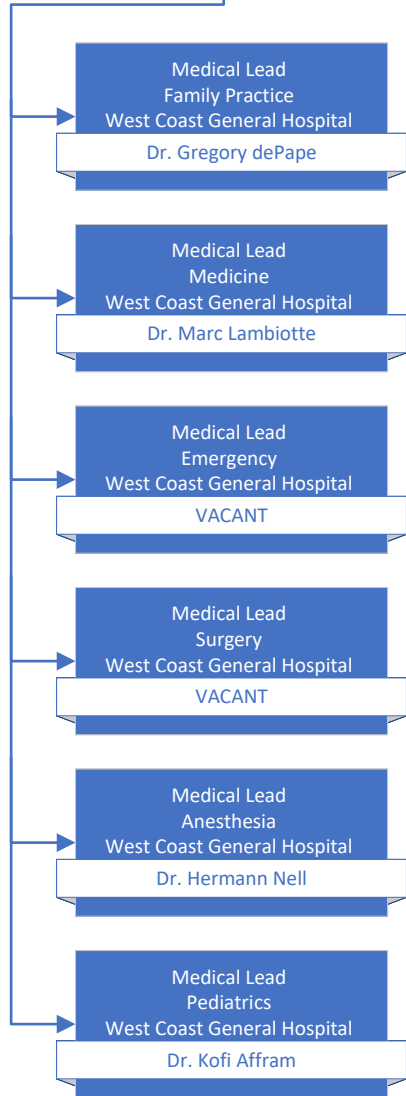 Medical Lead
Family Practice
West Coast General Hospital
Dr. Gregory dePape
Medical Lead
Medicine
West Coast General Hospital
Dr. Marc Lambiotte
Medical Lead
Emergency
West Coast General Hospital
VACANT
Medical Lead
Surgery
West Coast General Hospital
VACANT
Medical Lead
Anesthesia
West Coast General Hospital
Dr. Hermann Nell
Medical Lead
Pediatrics
West Coast General Hospital
Dr. Kofi Affram